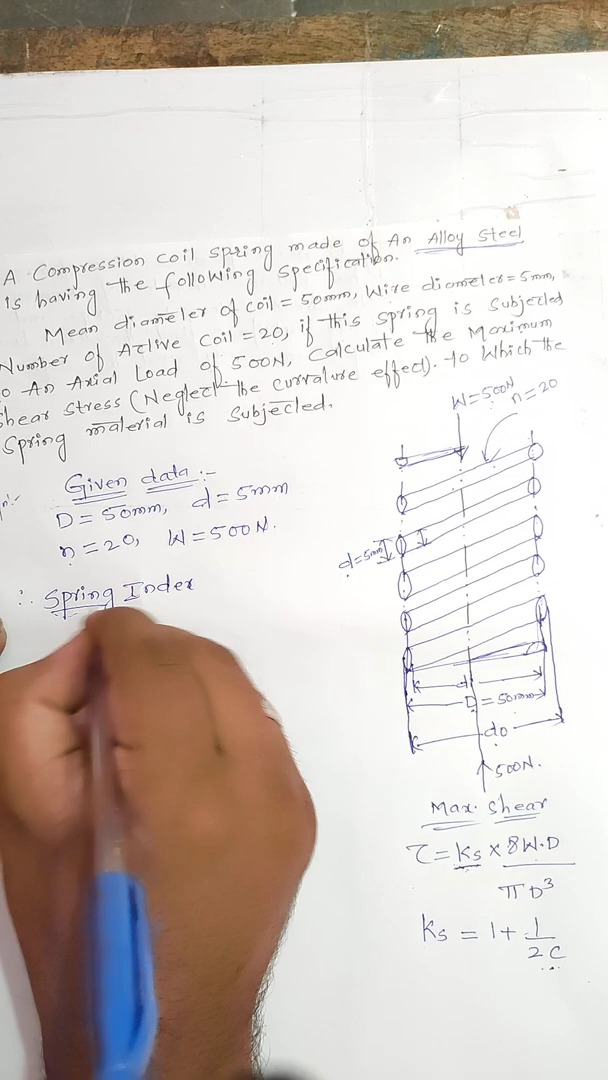 A Compression coil spring made of An Alloy steel
is having the following specification.
Mean diameter of coil = 50mm, Wire diameter = 5mm,
Number of Active coil = 20, if this spring is Subjected
o An Axial Load of 500N, Calculate the Maximum
shear stress (Neglect the curvature effect). to Which the
Spring material is Subjected.
Given data :-
D = 50mm, d = 5mm
n = 20, W = 500N.
∴ Spring Index
W = 500N
n = 20
d = 5mm
d
D = 50mm
do
500N.
Max. shear
τ = ks × 8W.D
π D³
ks = 1 + 1
2C